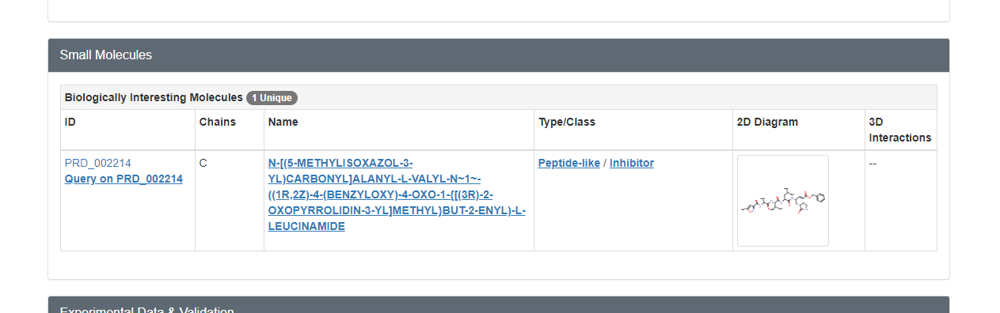 Small Molecules
Biologically Interesting Molecules 1 Unique
ID Chains Name Type/Class 2D Diagram 3D Interactions
PRD_002214
Query on PRD_002214
C
N-[(5-METHYLISOXAZOL-3-
YL)CARBONYL]ALANYL-L-VALYL-N~1~-
((1R,2Z)-4-(BENZYLOXY)-4-OXO-1-{[(3R)-2-
OXOPYRROLIDIN-3-YL]METHYL}BUT-2-ENYL)-L-
LEUCINAMIDE
Peptide-like / Inhibitor
--
Experimental Data & Validation